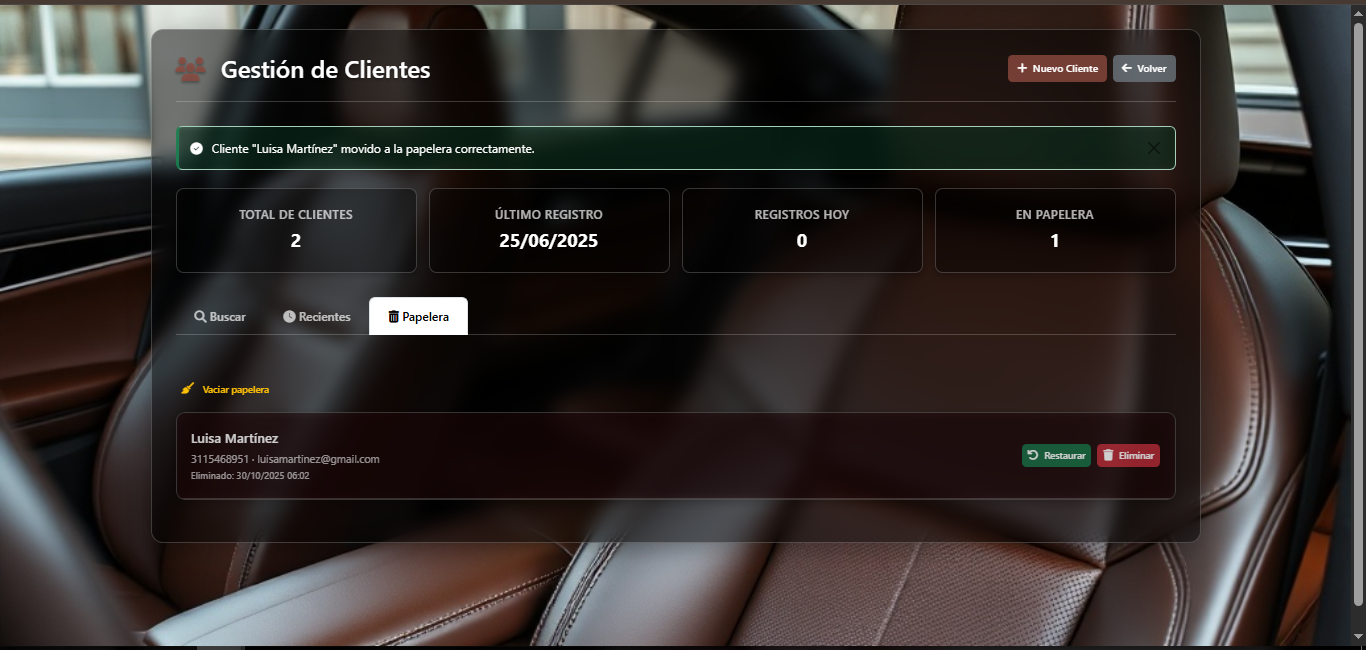 Gestión de Clientes
Nuevo Cliente
Volver
Cliente "Luisa Martínez" movido a la papelera correctamente.
TOTAL DE CLIENTES
2
ÚLTIMO REGISTRO
25/06/2025
REGISTROS HOY
0
EN PAPELERA
1
Buscar
Recientes
Papelera
Vaciar papelera
Luisa Martínez
3115468951 · luisamartinez@gmail.com
Eliminado: 30/10/2025 06:02
Restaurar
Eliminar